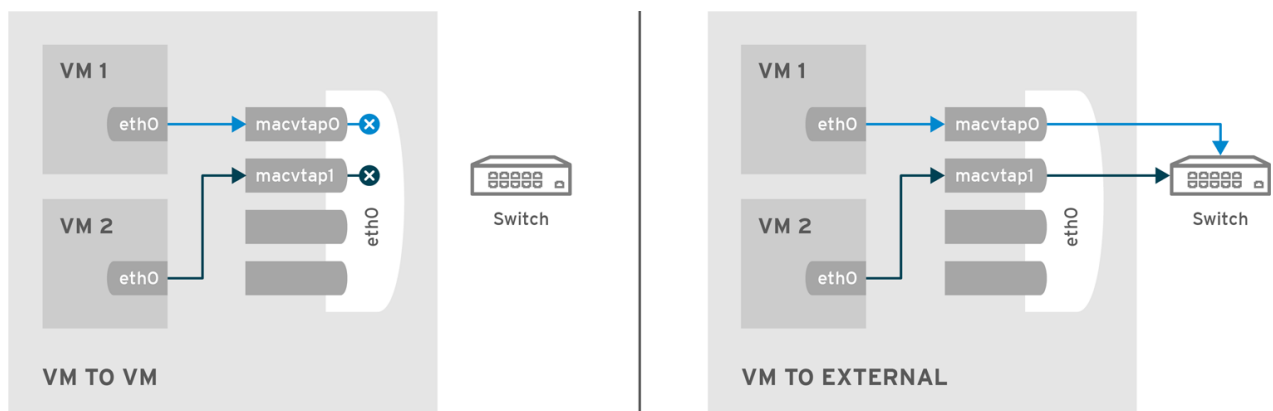 VM 1
eth0
macvtap0
macvtap1
VM 2
eth0
eth0
Switch
VM TO VM
VM 1
eth0
macvtap0
macvtap1
VM 2
eth0
eth0
Switch
VM TO EXTERNAL